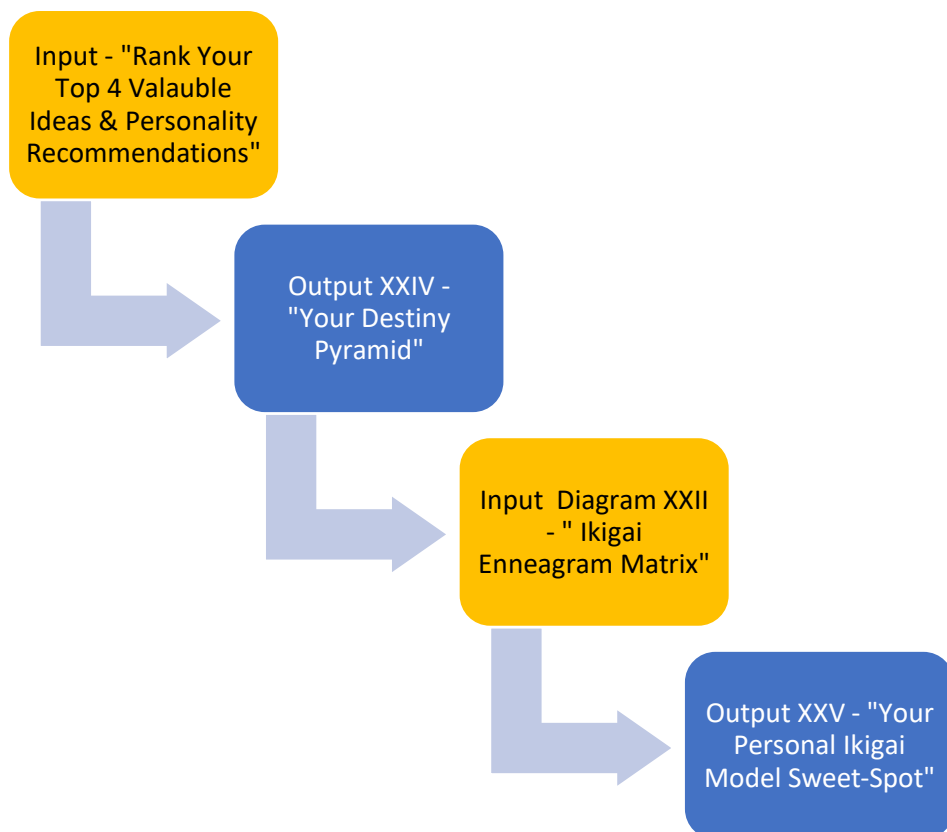 Input - "Rank Your
Top 4 Valauble
Ideas & Personality
Recommendations"
Output XXIV -
"Your Destiny
Pyramid"
Input  Diagram XXII
- " Ikigai
Enneagram Matrix"
Output XXV - "Your
Personal Ikigai
Model Sweet-Spot"